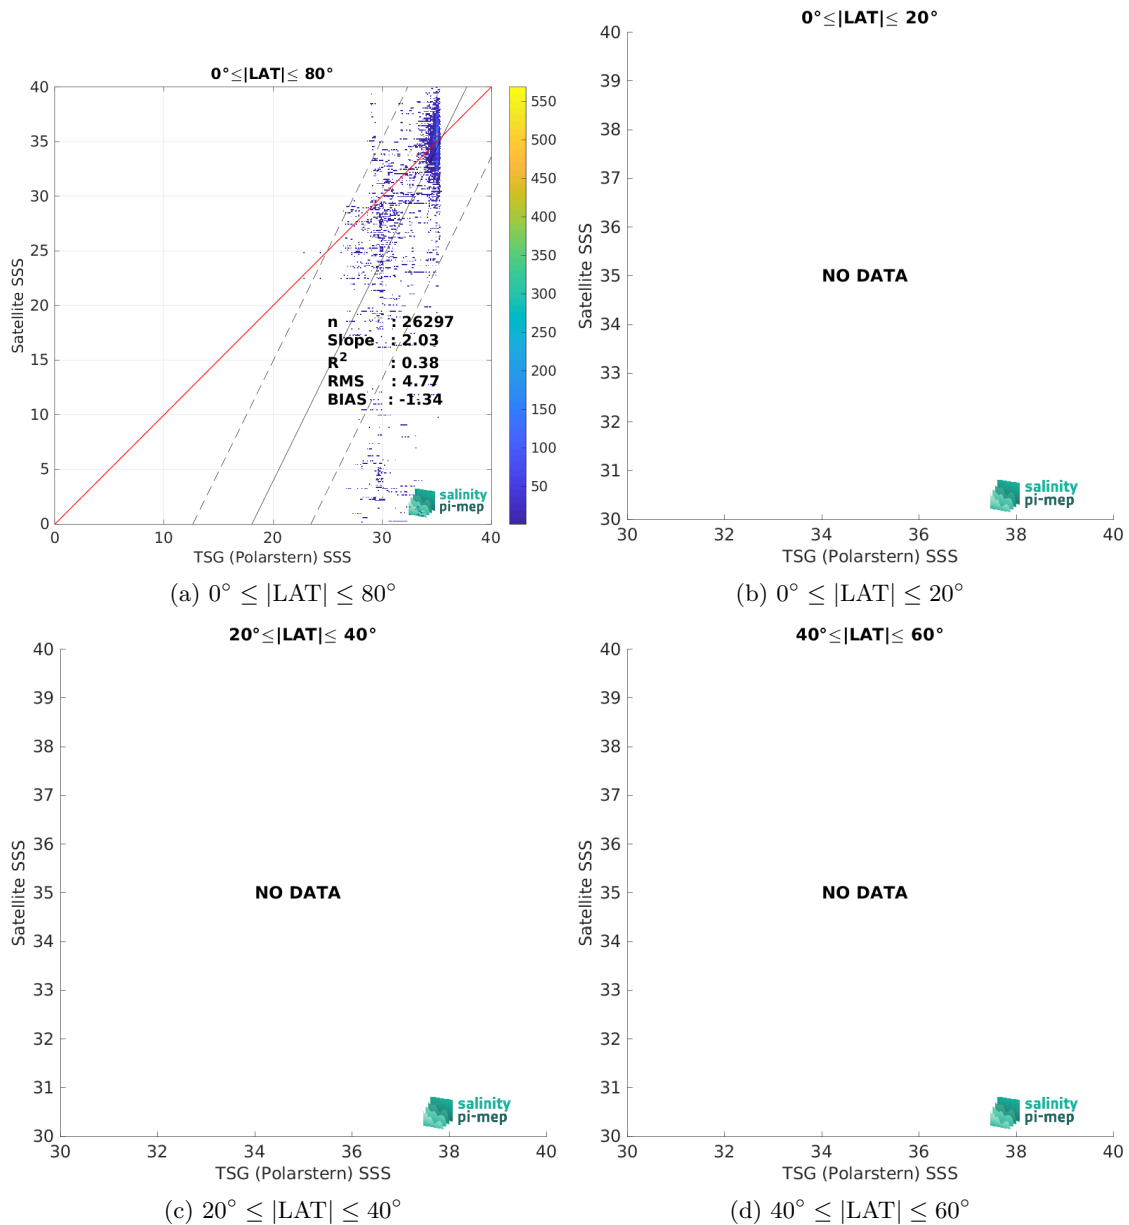 0°≤|LAT|≤ 80°
40
35
30
25
20
15
10
5
0
Satellite SSS
n : 26297
Slope : 2.03
R² : 0.38
RMS : 4.77
BIAS : -1.34
salinity
pi-mep
0 10 20 30 40
TSG (Polarstern) SSS
550
500
450
400
350
300
250
200
150
100
50
(a) 0° ≤ |LAT| ≤ 80°
0°≤|LAT|≤ 20°
40
39
38
37
36
35
34
33
32
31
30
Satellite SSS
NO DATA
salinity
pi-mep
30 32 34 36 38 40
TSG (Polarstern) SSS
(b) 0° ≤ |LAT| ≤ 20°
20°≤|LAT|≤ 40°
40
39
38
37
36
35
34
33
32
31
30
Satellite SSS
NO DATA
salinity
pi-mep
30 32 34 36 38 40
TSG (Polarstern) SSS
(c) 20° ≤ |LAT| ≤ 40°
40°≤|LAT|≤ 60°
40
39
38
37
36
35
34
33
32
31
30
Satellite SSS
NO DATA
salinity
pi-mep
30 32 34 36 38 40
TSG (Polarstern) SSS
(d) 40° ≤ |LAT| ≤ 60°